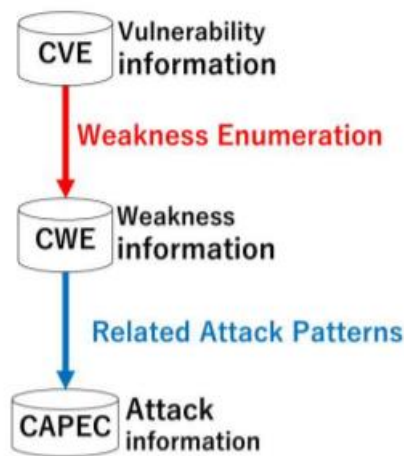 CVE
Vulnerability
information
Weakness Enumeration
CWE
Weakness
information
Related Attack Patterns
CAPEC
Attack
information